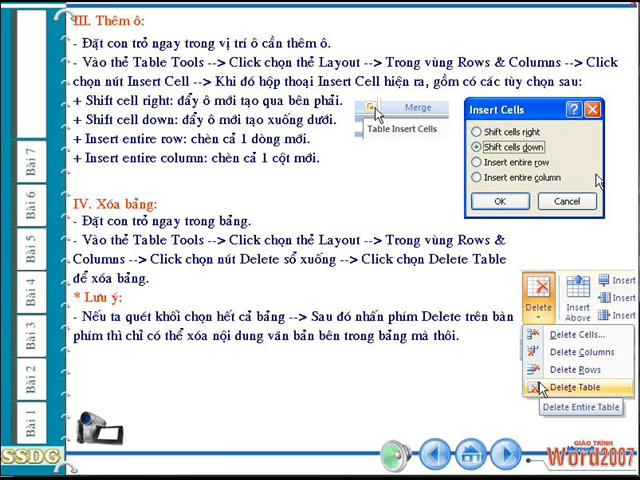 III. Thêm ô:
- Đặt con trỏ ngay trong vị trí ô cần thêm ô.
- Vào thẻ Table Tools --> Click chọn thẻ Layout --> Trong vùng Rows & Columns --> Click
chọn nút Insert Cell --> Khi đó hộp thoại Insert Cell hiện ra, gồm có các tùy chọn sau:
+ Shift cell right: đẩy ô mới tạo qua bên phải.
+ Shift cell down: đẩy ô mới tạo xuống dưới.
+ Insert entire row: chèn cả 1 dòng mới.
+ Insert entire column: chèn cả 1 cột mới.
Merge
Table Insert Cells
Insert Cells
Shift cells right
Shift cells down
Insert entire row
Insert entire column
OK
Cancel
IV. Xóa bảng:
- Đặt con trỏ ngay trong bảng.
- Vào thẻ Table Tools --> Click chọn thẻ Layout --> Trong vùng Rows &
Columns --> Click chọn nút Delete sổ xuống --> Click chọn Delete Table
để xóa bảng.
* Lưu ý:
- Nếu ta quét khối chọn hết cả bảng --> Sau đó nhấn phím Delete trên bàn
phím thì chỉ có thể xóa nội dung văn bản bên trong bảng mà thôi.
Delete
Insert
Above
Insert
Insert
Insert
Delete Cells...
Delete Columns
Delete Rows
Delete Table
Delete Entire Table
Bài 7
Bài 6
Bài 5
Bài 4
Bài 3
Bài 2
Bài 1
SSDG
GIÁO TRÌNH
Microsoft
Word2007